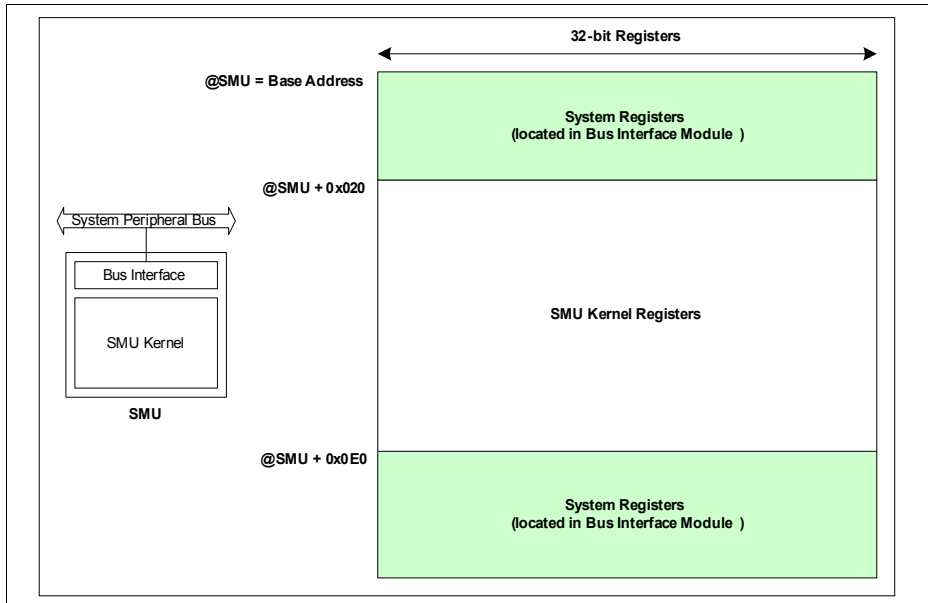 32-bit Registers
@SMU = Base Address
System Registers
(located in Bus Interface Module )
@SMU + 0x020
System Peripheral Bus
Bus Interface
SMU Kernel
SMU
SMU Kernel Registers
@SMU + 0x0E0
System Registers
(located in Bus Interface Module )